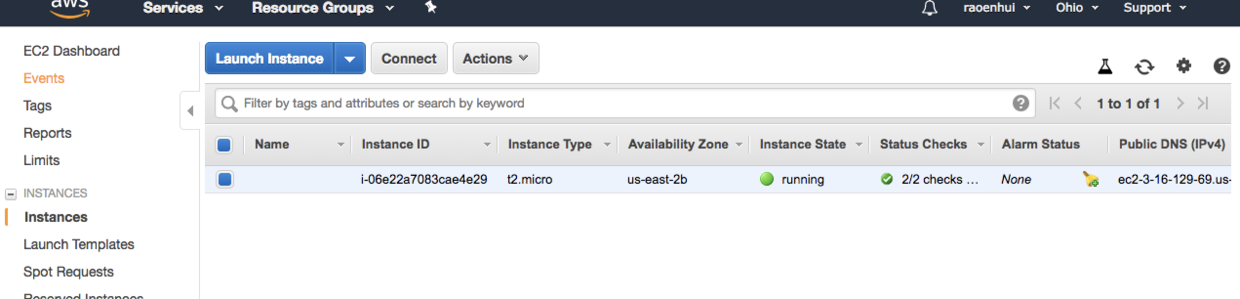 aws Services Resource Groups raoenhui Ohio Support
EC2 Dashboard
Events
Tags
Reports
Limits
INSTANCES
Instances
Launch Templates
Spot Requests
Reserved Instances
Launch Instance Connect Actions
Filter by tags and attributes or search by keyword 1 to 1 of 1
Name Instance ID Instance Type Availability Zone Instance State Status Checks Alarm Status Public DNS (IPv4)
i-06e22a7083cae4e29 t2.micro us-east-2b running 2/2 checks ... None ec2-3-16-129-69.us-